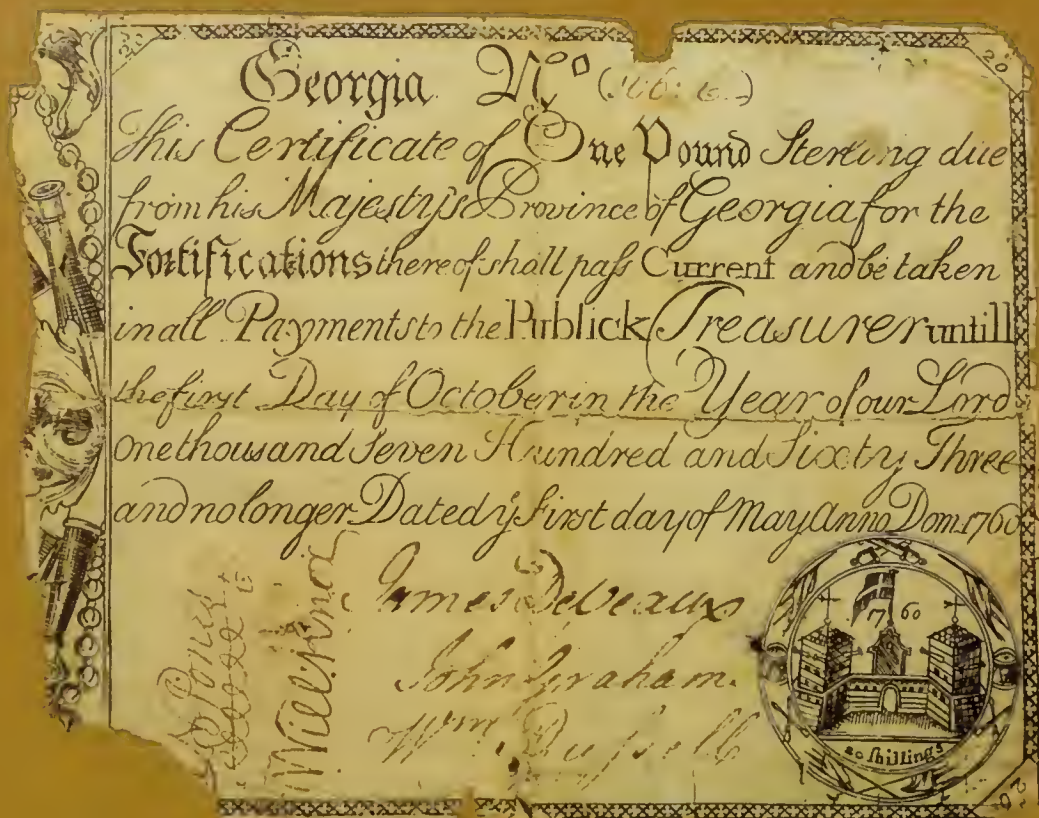 20 20
Georgia No
This Certificate of One Pound Sterling due
from his Majesty's Province of Georgia for the
Fortifications thereof shall pass Current and be taken
in all Payments to the Publick Treasurer untill
the first Day of October in the Year of our Lord
One thousand Seven Hundred and Sixty Three
and no longer Dated ye First day of May Anno Dom. 1760
James Deveaux
John Graham
Wm. Russell
1760
20 shillings
20